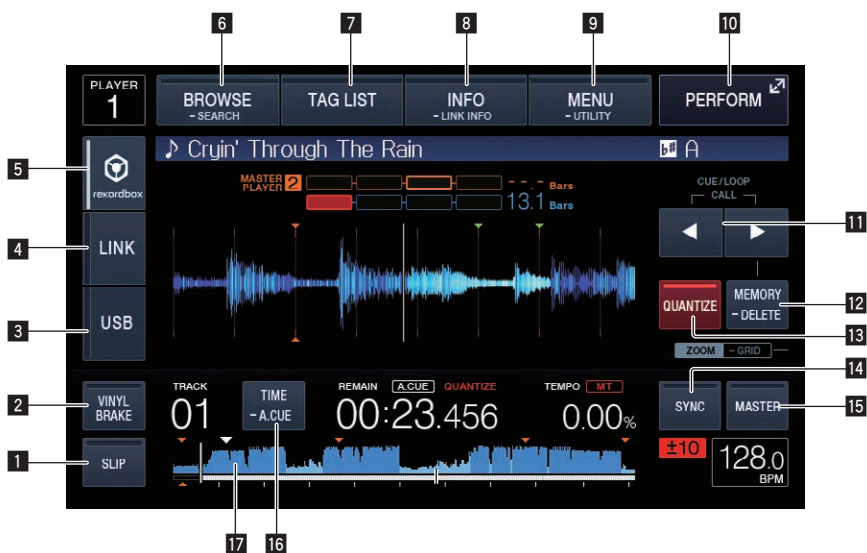 6 7 8 9 10
PLAYER
1
BROWSE
- SEARCH
TAG LIST
INFO
- LINK INFO
MENU
- UTILITY
PERFORM
5
rekordbox
♪ Cryin' Through The Rain
b# A
MASTER
PLAYER 2
--.- Bars
13.1 Bars
CUE/LOOP
CALL
11
4
LINK
3
USB
QUANTIZE
MEMORY
- DELETE
12
13
ZOOM - GRID
14
2
VINYL
BRAKE
TRACK
01
TIME
- A.CUE
REMAIN A.CUE QUANTIZE
00:23.456
TEMPO MT
0.00%
SYNC
MASTER
15
1
SLIP
±10
128.0
BPM
17 16